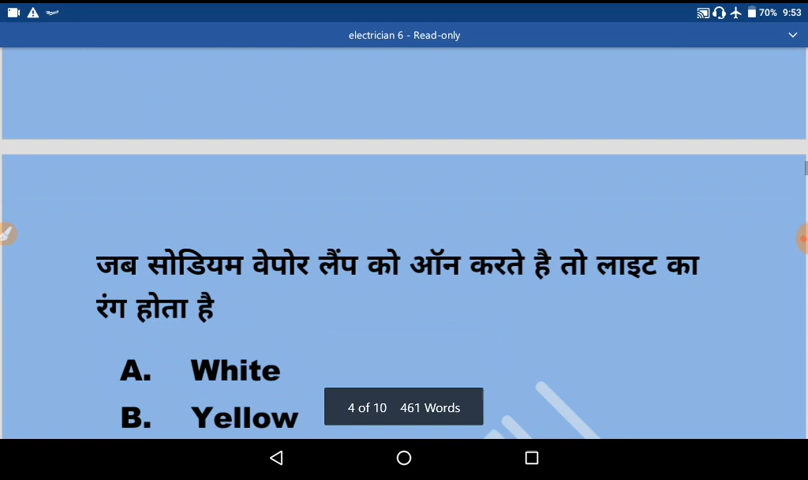 70% 9:53
electrician 6 - Read-only
जब सोडियम वेपोर लैंप को ऑन करते है तो लाइट का
रंग होता है
A. White
B. Yellow
4 of 10 461 Words